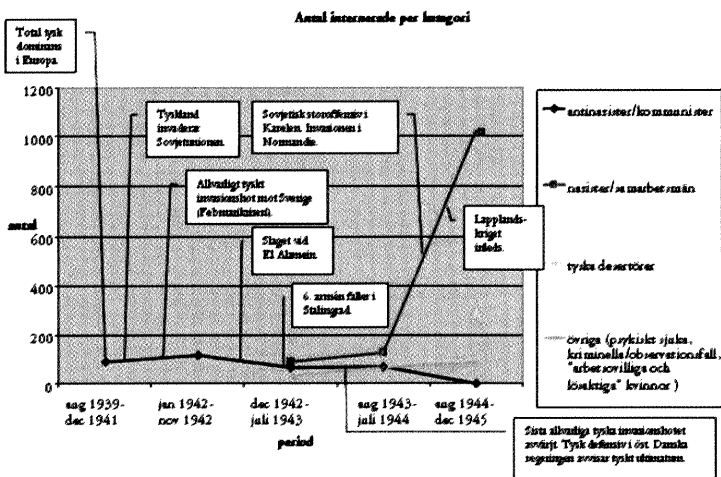 Antal internerade per kategori
Total tysk
dominans
i Europa.
1200
1000
800
600
400
200
0
antal
Tyskland
invaderar
Sovjetunionen.
Sovjetisk storoffensiv i
Karelen. Invasionen i
Normandie.
Allvarligt tyskt
invasionshot mot Sverige
(Februarikrisen).
Slaget vid
El Alamein.
6. armén faller i
Stalingrad.
Lapplands-
kriget
inleds.
aug 1939-
dec 1941
jan 1942-
nov 1942
dec 1942-
juli 1943
aug 1943-
juli 1944
aug 1944-
dec 1945
period
antinazister/kommunister
nazister/samarbetsmän
tyska desertörer
övriga (psykiskt sjuka,
kriminella/observationsfall,
"arbetsovilliga och
lösaktiga" kvinnor)
Sista allvarliga tyska invasionshotet
avvärjt. Tysk defensiv i öst. Danska
regeringen avvisar tyskt ultimatum.